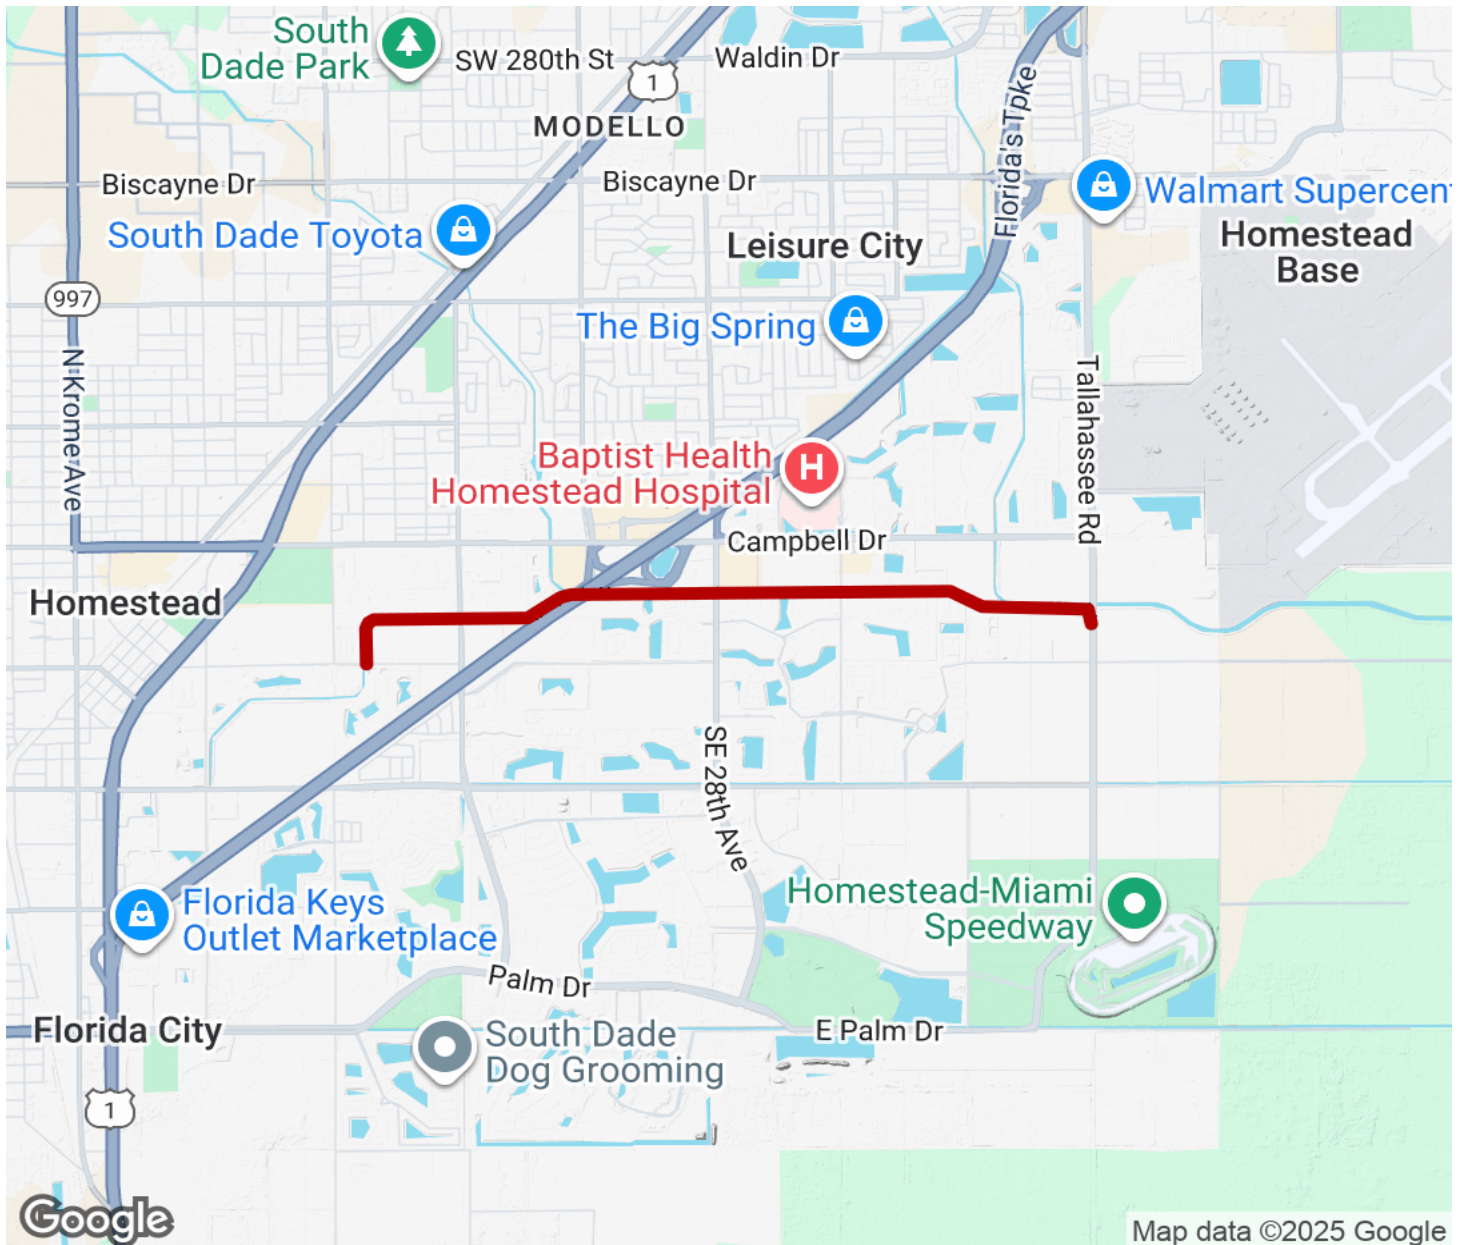 South
Dade Park
SW 280th St
Waldin Dr
1
MODELLO
Florida's Tpke
Biscayne Dr
Biscayne Dr
Walmart Supercent
South Dade Toyota
Leisure City
Homestead
Base
997
The Big Spring
N Krome Ave
Tallahassee Rd
Baptist Health
Homestead Hospital
H
Campbell Dr
Homestead
SE 28th Ave
Homestead-Miami
Speedway
Florida Keys
Outlet Marketplace
Palm Dr
Florida City
South Dade
Dog Grooming
E Palm Dr
1
Google
Map data ©2025 Google